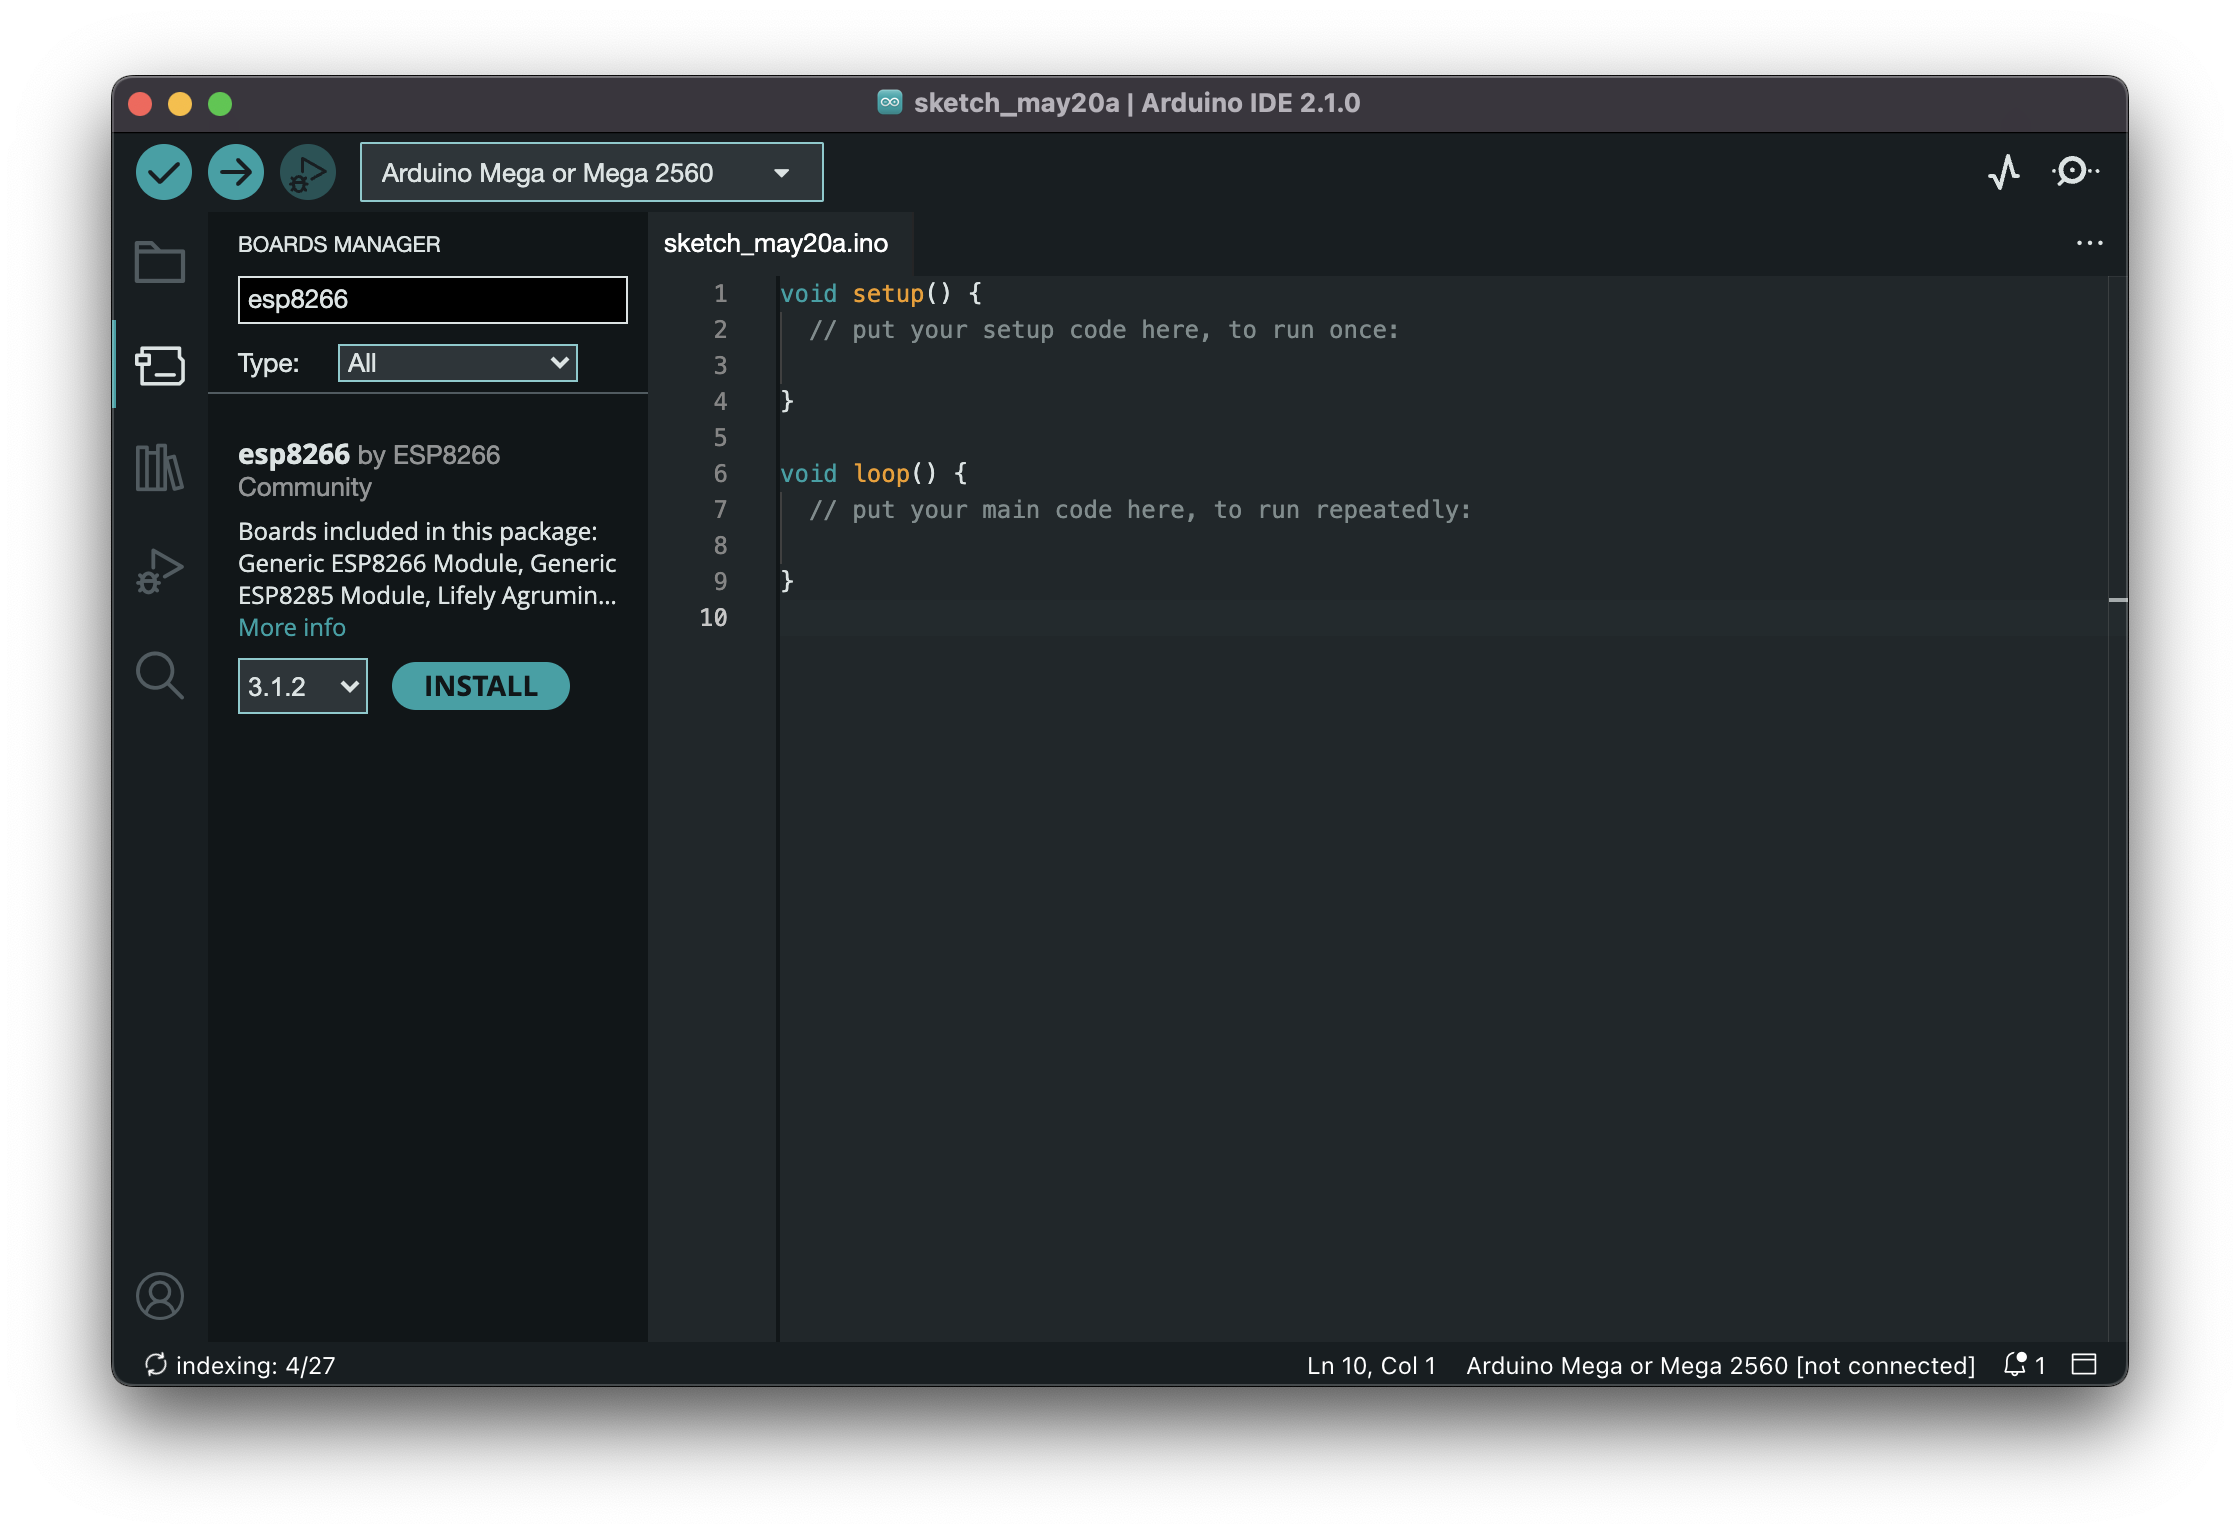 sketch_may20a | Arduino IDE 2.1.0
Arduino Mega or Mega 2560
BOARDS MANAGER
esp8266
Type: All
esp8266 by ESP8266
Community
Boards included in this package:
Generic ESP8266 Module, Generic
ESP8285 Module, Lifely Agrumin...
More info
3.1.2 INSTALL
sketch_may20a.ino
1 void setup() {
2   // put your setup code here, to run once:
3
4 }
5
6 void loop() {
7   // put your main code here, to run repeatedly:
8
9 }
10
indexing: 4/27
Ln 10, Col 1 Arduino Mega or Mega 2560 [not connected] 1